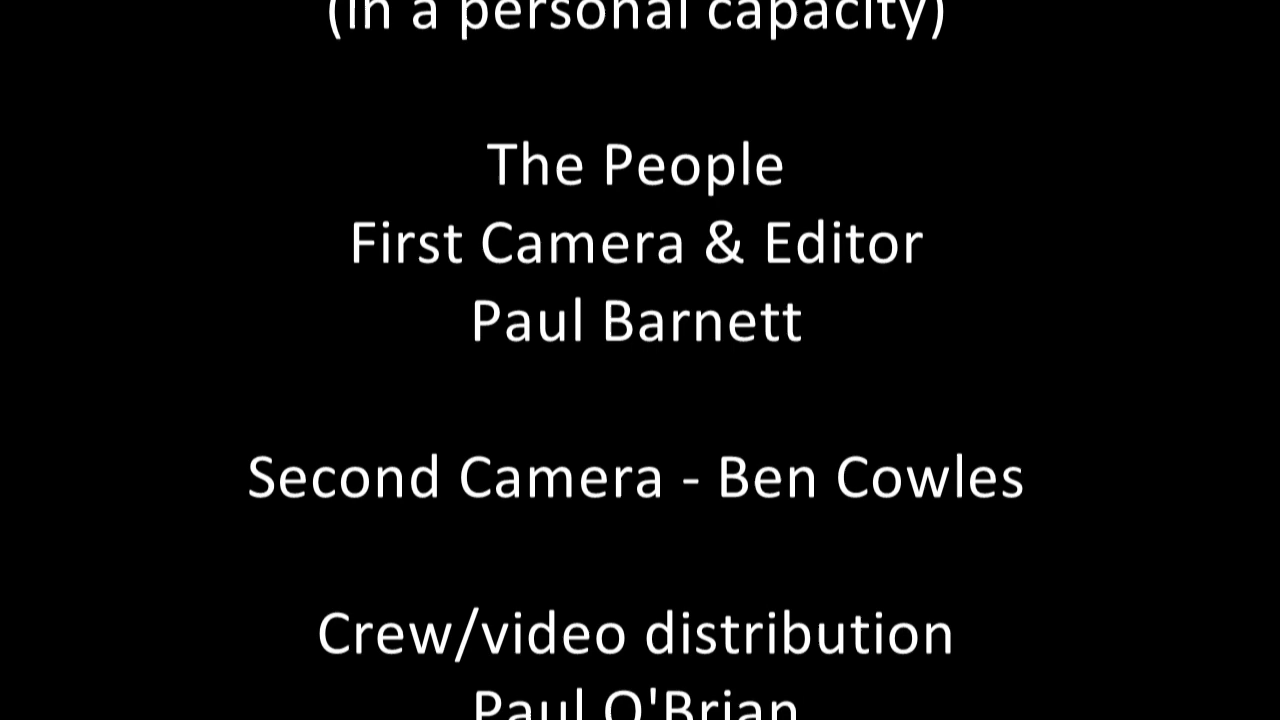 (in a personal capacity)
The People
First Camera & Editor
Paul Barnett
Second Camera - Ben Cowles
Crew/video distribution
Paul O'Brian